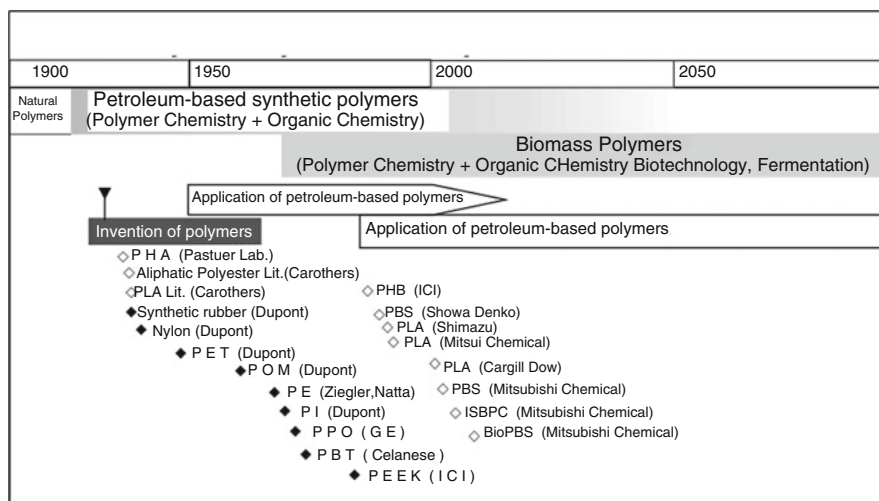 1900
1950
2000
2050
Natural
Polymers
Petroleum-based synthetic polymers
(Polymer Chemistry + Organic Chemistry)
Biomass Polymers
(Polymer Chemistry + Organic CHemistry Biotechnology, Fermentation)
Application of petroleum-based polymers
Invention of polymers
Application of petroleum-based polymers
P H A (Pastuer Lab.)
Aliphatic Polyester Lit.(Carothers)
PLA Lit. (Carothers)
Synthetic rubber (Dupont)
Nylon (Dupont)
P E T (Dupont)
P O M (Dupont)
P E (Ziegler,Natta)
P I (Dupont)
P P O ( G E )
P B T ( Celanese )
P E E K ( I C I )
PHB (ICI)
PBS (Showa Denko)
PLA (Shimazu)
PLA (Mitsui Chemical)
PLA (Cargill Dow)
PBS (Mitsubishi Chemical)
ISBPC (Mitsubishi Chemical)
BioPBS (Mitsubishi Chemical)